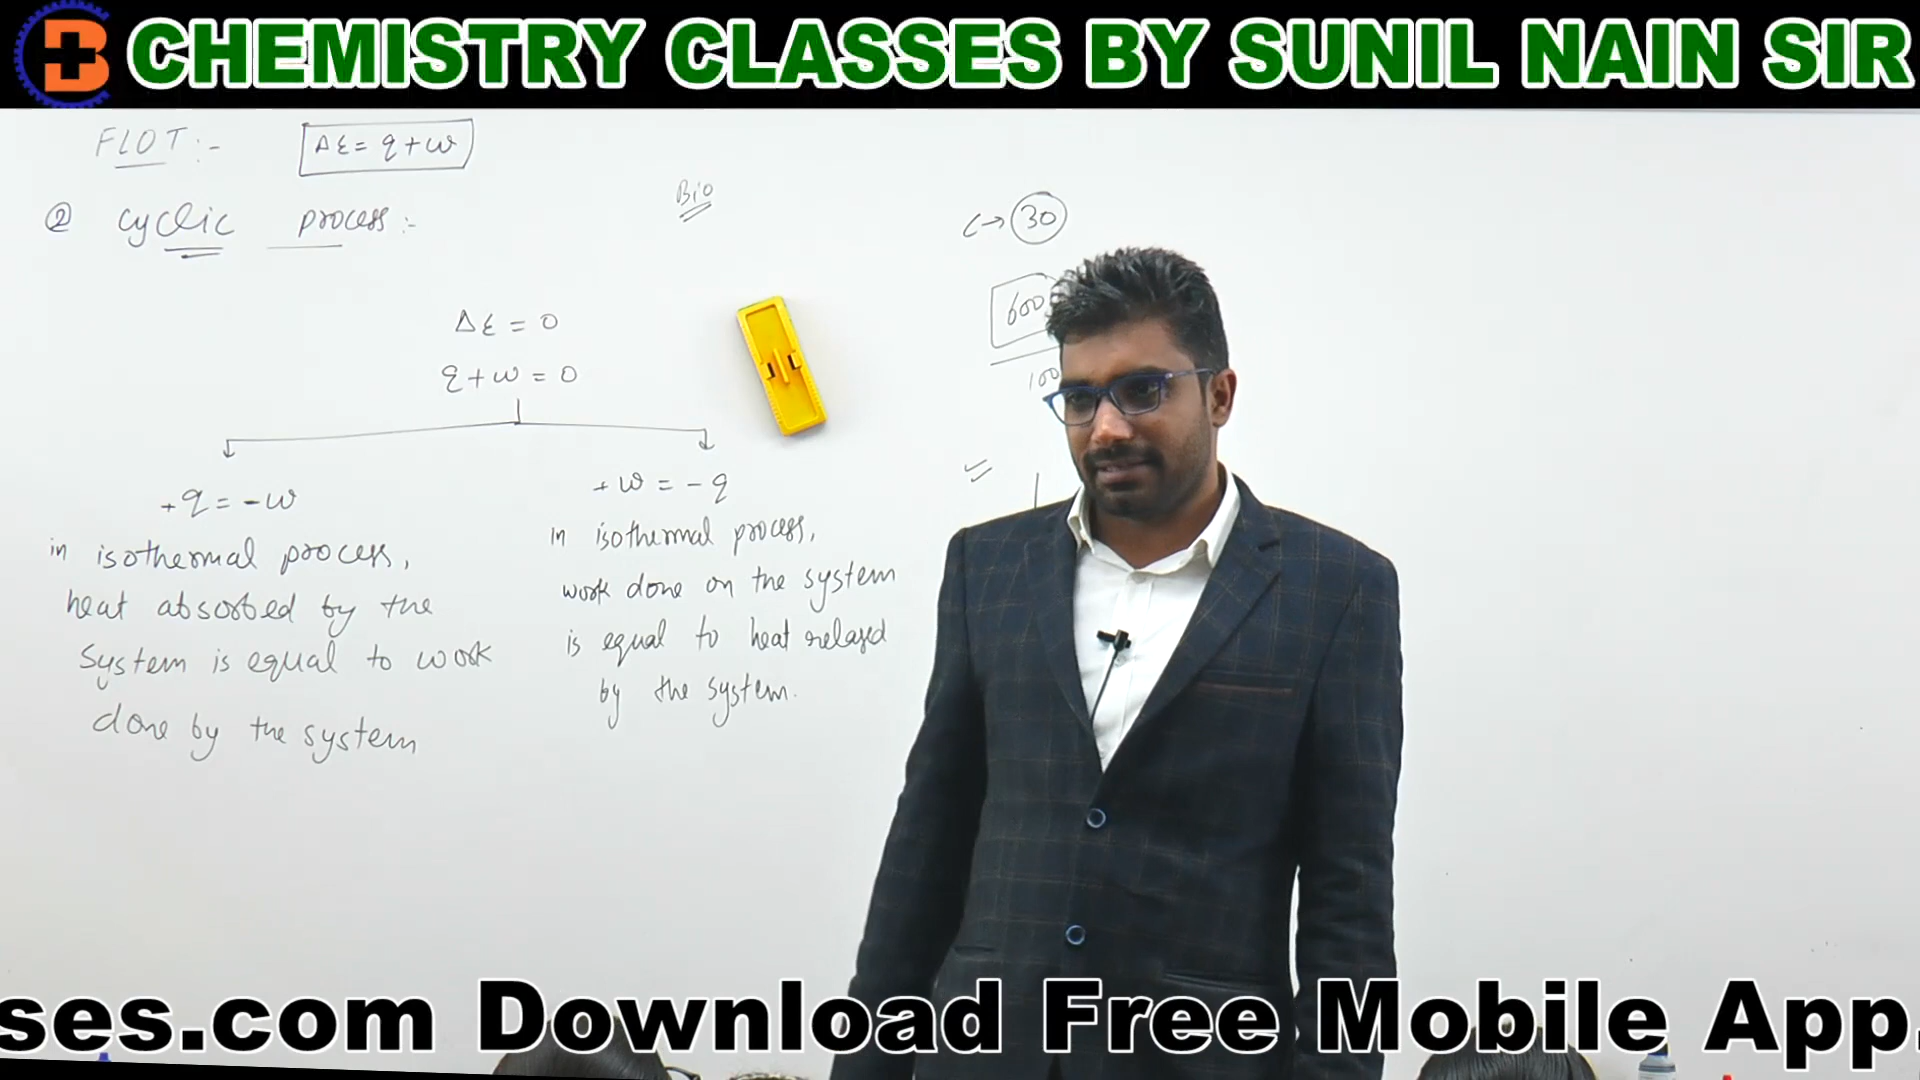 CHEMISTRY CLASSES BY SUNIL NAIN SIR
FLOT:- ΔE = q+w
② cyclic process:-
Bio
30
600
100
ΔE = 0
q+w = 0
+q = -w
in isothermal process,
heat absorbed by the
system is equal to work
done by the system
+w = -q
in isothermal process,
work done on the system
is equal to heat relased
by the system.
ses.com Download Free Mobile App.